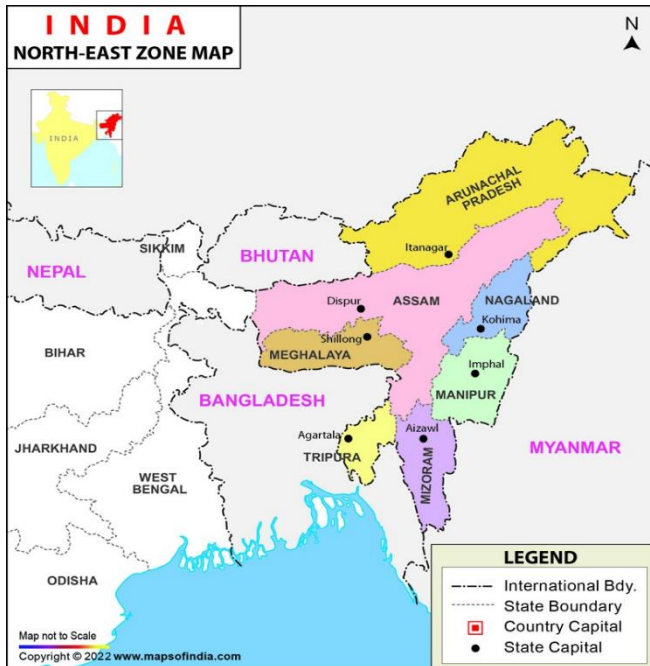 INDIA
NORTH-EAST ZONE MAP
N
INDIA
ARUNACHAL
PRADESH
Itanagar
SIKKIM
BHUTAN
NEPAL
Dispur
ASSAM
NAGALAND
Kohima
Shillong
MEGHALAYA
BIHAR
Imphal
MANIPUR
BANGLADESH
Agartala
TRIPURA
Aizawl
MIZORAM
MYANMAR
JHARKHAND
WEST
BENGAL
ODISHA
LEGEND
International Bdy.
State Boundary
Country Capital
State Capital
Map not to Scale
Copyright © 2022 www.mapsofindia.com